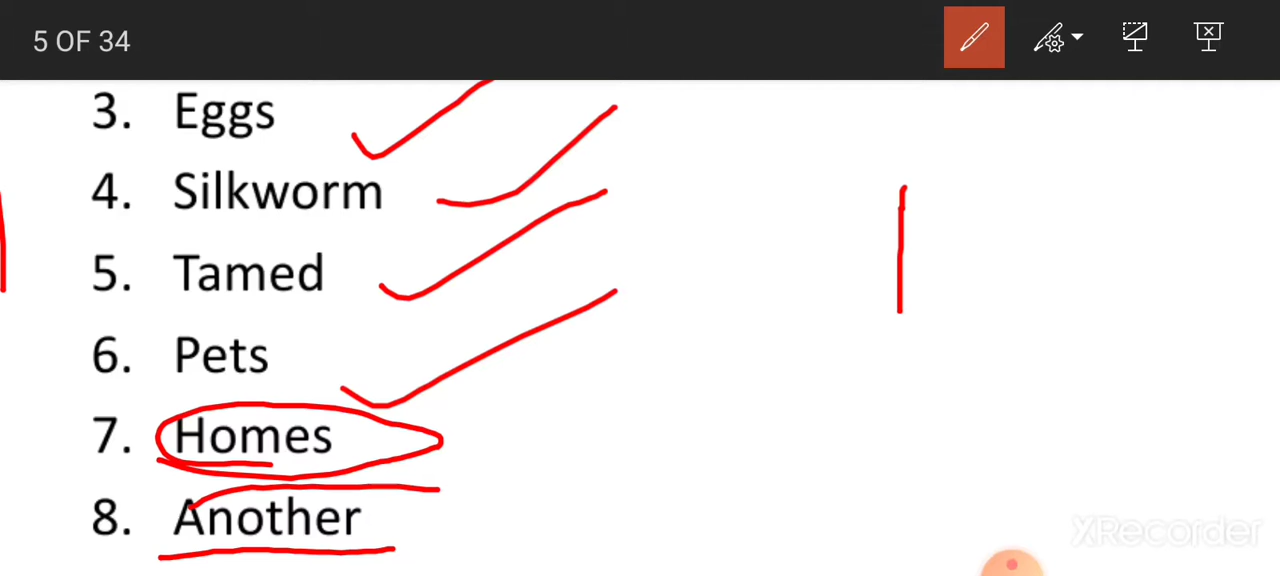 5 OF 34
3. Eggs
4. Silkworm
5. Tamed
6. Pets
7. Homes
8. Another
XRecorder